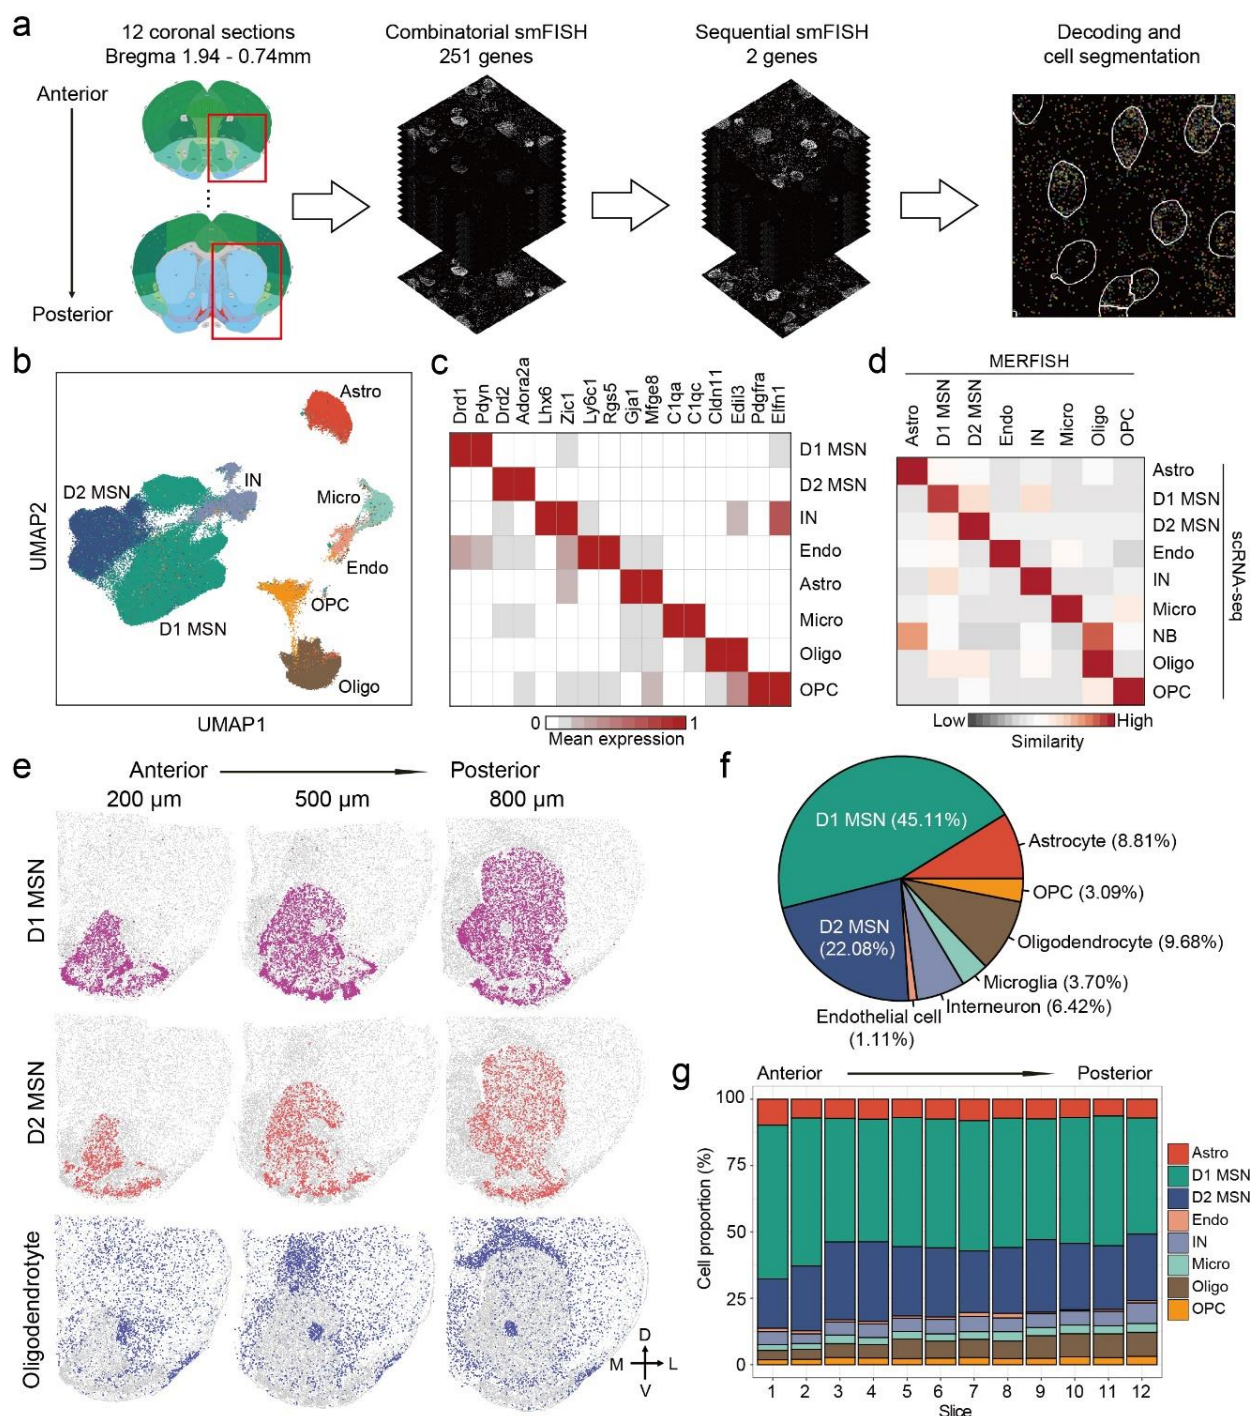 a
12 coronal sections
Bregma 1.94 - 0.74mm
Combinatorial smFISH
251 genes
Sequential smFISH
2 genes
Decoding and
cell segmentation
Anterior
Posterior
b
Astro
IN
D2 MSN
Micro
Endo
OPC
D1 MSN
Oligo
UMAP2
UMAP1
c
Drd1
Pdyn
Drd2
Adora2a
Lhx6
Zic1
Ly6c1
Rgs5
Gja1
Mfge8
C1qa
C1qc
Cldn11
Edil3
Pdgfra
Elfn1
D1 MSN
D2 MSN
IN
Endo
Astro
Micro
Oligo
OPC
0 1
Mean expression
d
MERFISH
Astro
D1 MSN
D2 MSN
Endo
IN
Micro
Oligo
OPC
Astro
D1 MSN
D2 MSN
Endo
IN
Micro
NB
Oligo
OPC
scRNA-seq
Low High
Similarity
e
Anterior Posterior
200 μm 500 μm 800 μm
D1 MSN
D2 MSN
Oligodendrotyte
D
M L
V
f
D1 MSN (45.11%)
Astrocyte (8.81%)
OPC (3.09%)
D2 MSN
(22.08%)
Oligodendrocyte (9.68%)
Microglia (3.70%)
Interneuron (6.42%)
Endothelial cell
(1.11%)
g
Anterior Posterior
Cell proportion (%)
100
75
50
25
0
1 2 3 4 5 6 7 8 9 10 11 12
Slice
Astro
D1 MSN
D2 MSN
Endo
IN
Micro
Oligo
OPC